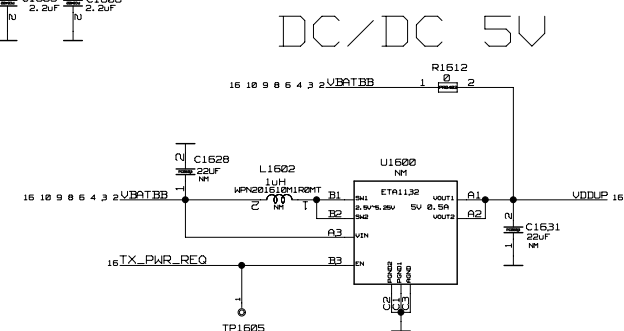 2 2.2uF
2 2.2uF
DC/DC 5V
R1612
0
16 10 9 8 6 4 3 2 VBATBB 1 2
C1628
22UF
NM
2
1
L1602
1uH
WPN201610M1R0MT
2 NM 1
U1600
NM
ETA1132
16 10 9 8 6 4 3 2 VBATBB
B1 SW1 VOUT1 A1
2.5V~5.25V 5V 0.5A
B2 SW2 VOUT2 A2
VDDUP 16
A3 VIN
2
C1631
22uF
NM
1
16 TX_PWR_REQ B3 EN
PGND2 PGND1 AGND
C2 C1 C3
1
TP1605